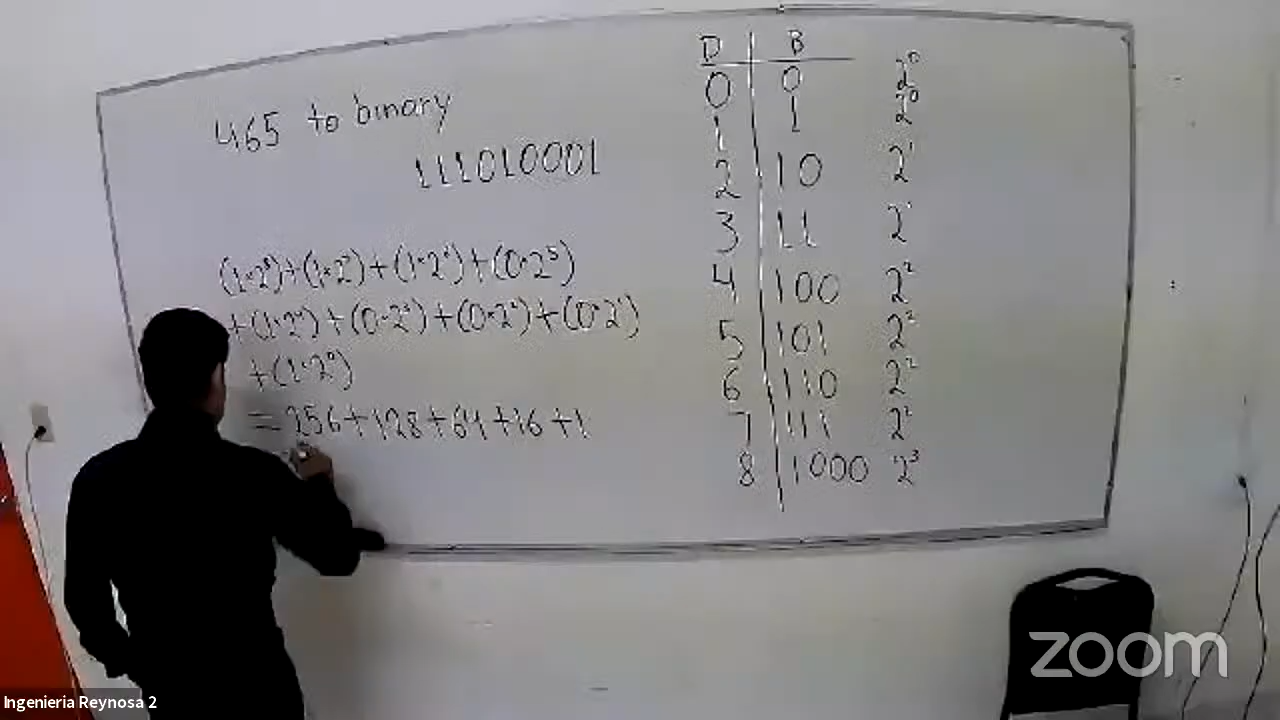 465 to binary
111010001
(1·2⁸)+(1·2⁷)+(1·2⁶)+(0·2⁵)
+(1·2⁴)+(0·2³)+(0·2²)+(0·2¹)
+(1·2⁰)
=256+128+64+16+1
D B
0 0 2⁰
1 1 2⁰
2 10 2¹
3 11 2¹
4 100 2²
5 101 2²
6 110 2²
7 111 2²
8 1000 2³
zoom
Ingenieria Reynosa 2